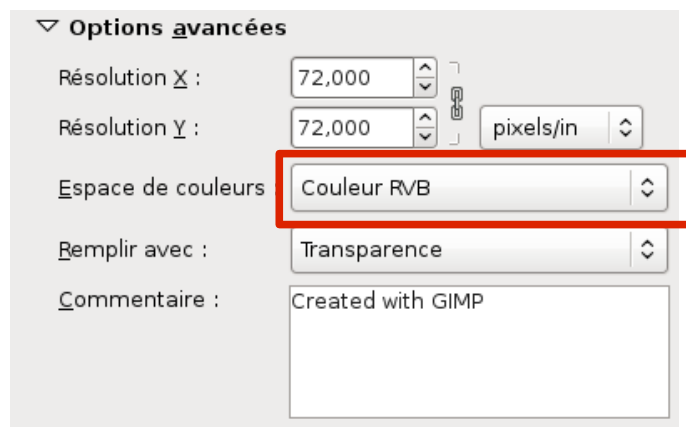 Options avancées
Résolution X : 72,000
Résolution Y : 72,000 pixels/in
Espace de couleurs : Couleur RVB
Remplir avec : Transparence
Commentaire : Created with GIMP